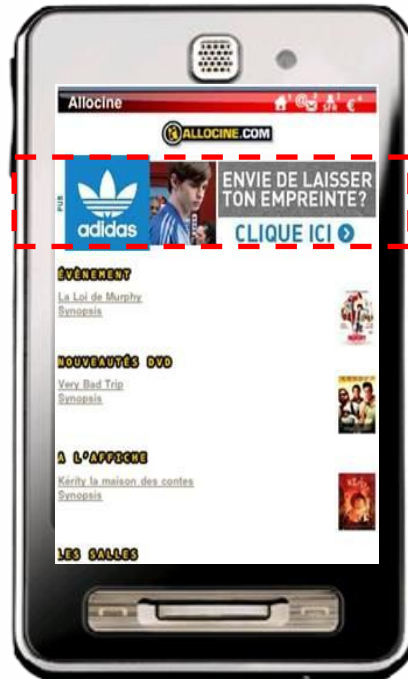 Allocine
ALLOCINE.COM
PUB
adidas
ENVIE DE LAISSER
TON EMPREINTE?
CLIQUE ICI
ÉVÈNEMENT
La Loi de Murphy
Synopsis
NOUVEAUTÉS DVD
Very Bad Trip
Synopsis
A L'AFFICHE
Kérity la maison des contes
Synopsis
LES SALLES